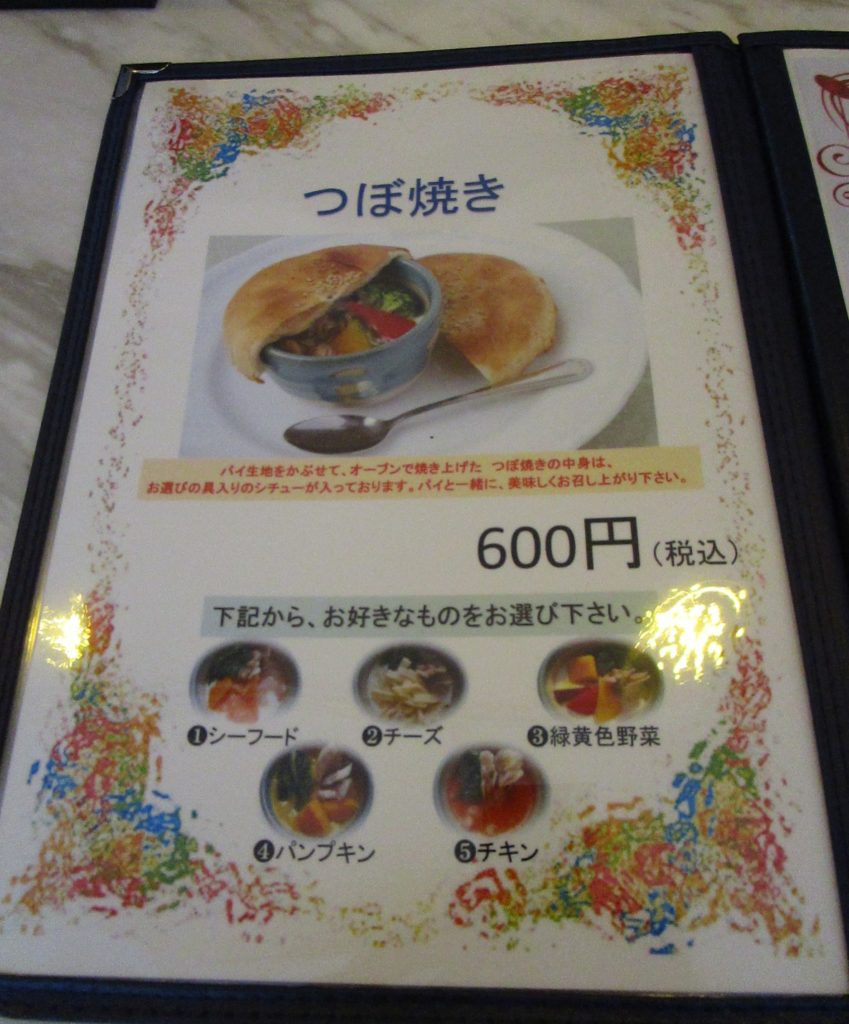 つぼ焼き
パイ生地をかぶせて、オーブンで焼き上げた つぼ焼きの中身は、
お選びの具入りのシチューが入っております。パイと一緒に、美味しくお召し上がり下さい。
600円（税込）
下記から、お好きなものをお選び下さい。
❶シーフード
❷チーズ
❸緑黄色野菜
❹パンプキン
❺チキン